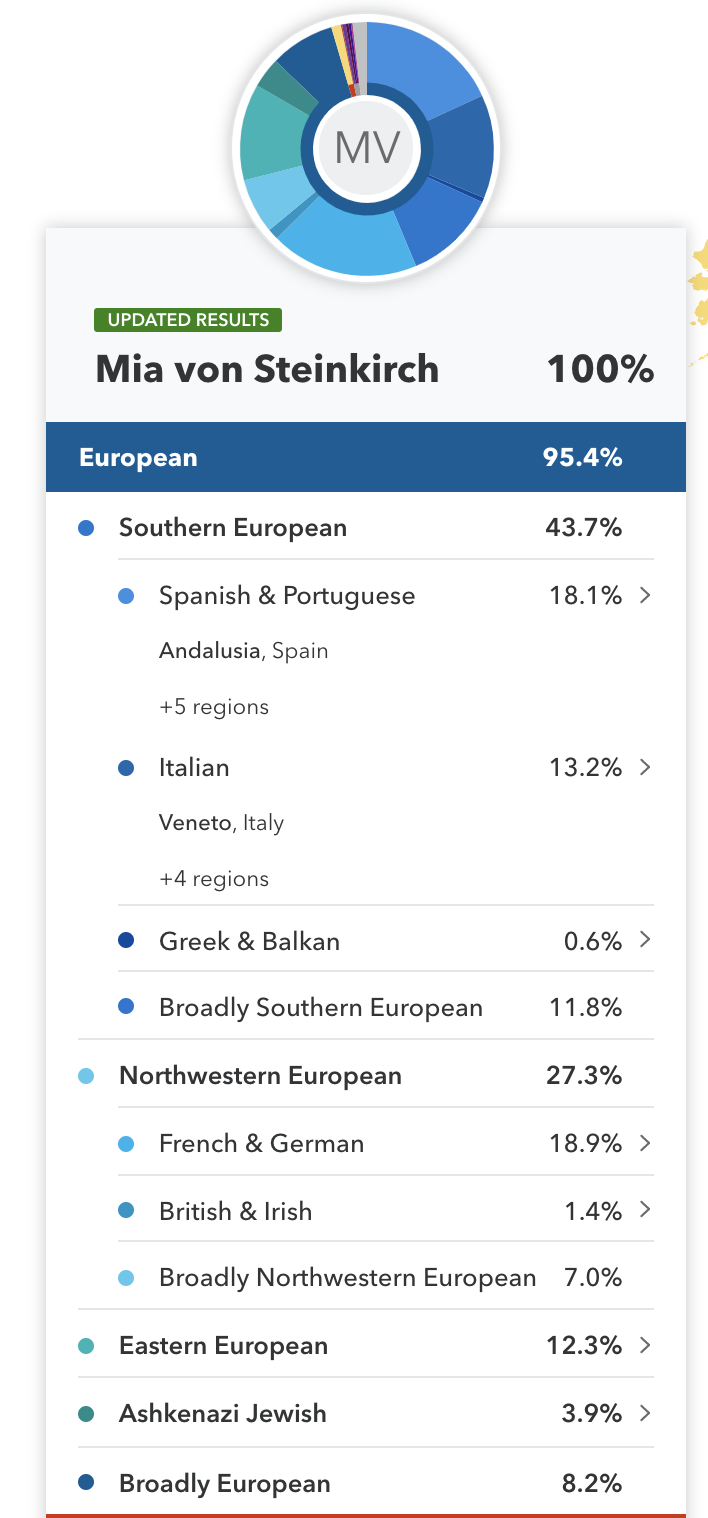 MV
UPDATED RESULTS
Mia von Steinkirch 100%
European 95.4%
Southern European 43.7%
Spanish & Portuguese 18.1%
Andalusia, Spain
+5 regions
Italian 13.2%
Veneto, Italy
+4 regions
Greek & Balkan 0.6%
Broadly Southern European 11.8%
Northwestern European 27.3%
French & German 18.9%
British & Irish 1.4%
Broadly Northwestern European 7.0%
Eastern European 12.3%
Ashkenazi Jewish 3.9%
Broadly European 8.2%